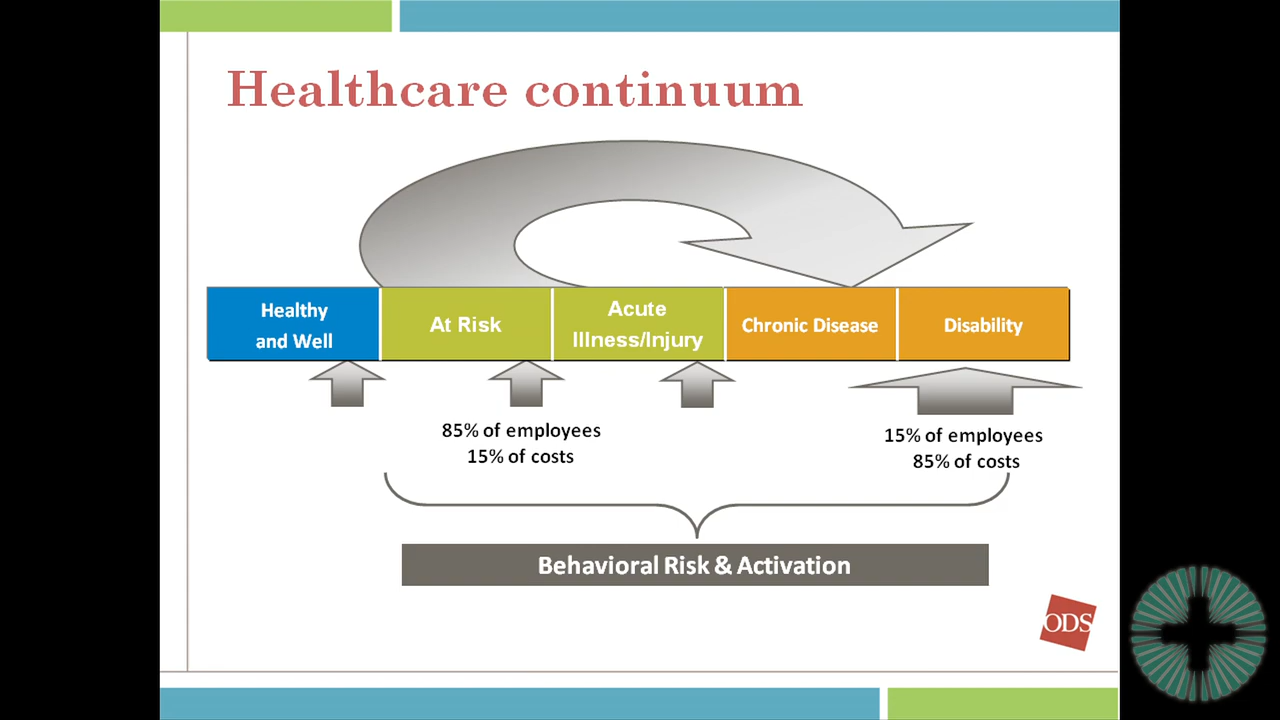 Healthcare continuum
Healthy
and Well
At Risk
Acute
Illness/Injury
Chronic Disease
Disability
85% of employees
15% of costs
15% of employees
85% of costs
Behavioral Risk & Activation
ODS